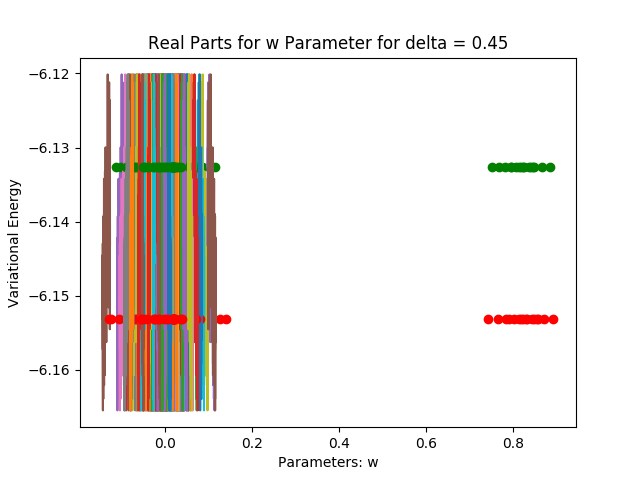 Real Parts for w Parameter for delta = 0.45
−6.12
−6.13
−6.14
−6.15
−6.16
Variational Energy
0.0 0.2 0.4 0.6 0.8
Parameters: w